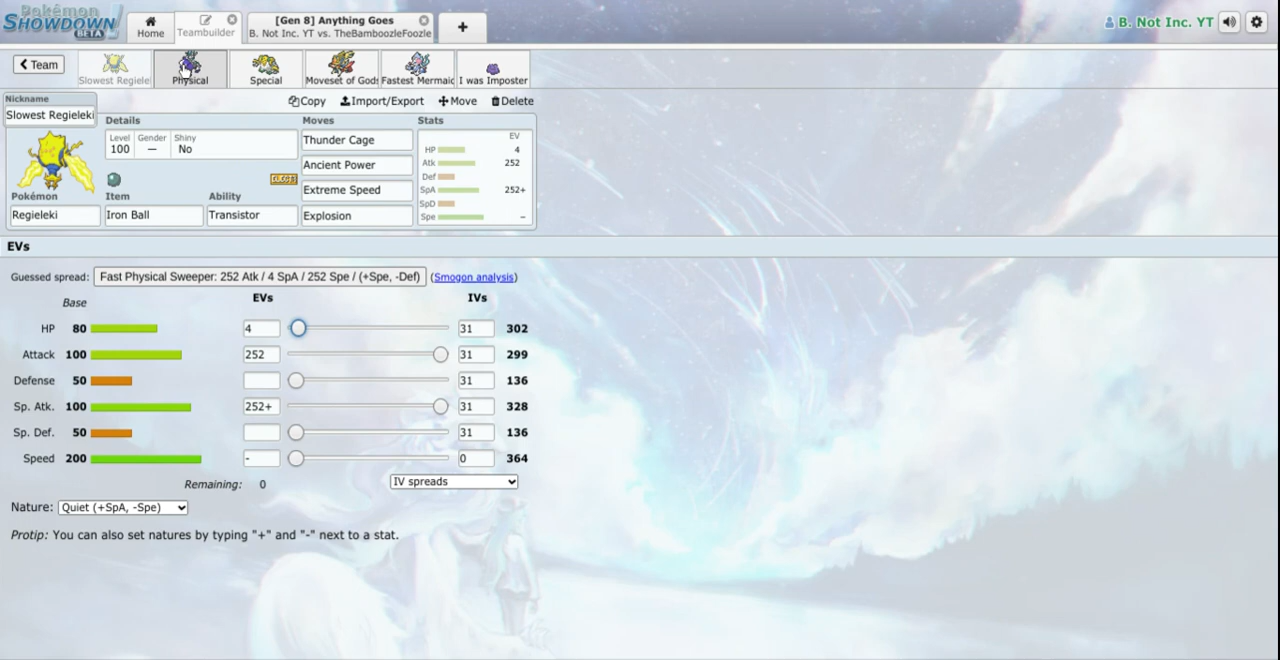 Pokémon
SHOWDOWN
BETA
Home
Teambuilder
[Gen 8] Anything Goes
B. Not Inc. YT vs. TheBamboozleFoozle
+
B. Not Inc. YT
Team
Slowest Regiele
Physical
Special
Moveset of Gods
Fastest Mermaid
I was Imposter
Nickname
Slowest Regieleki
Copy
Import/Export
Move
Delete
Details
Level
Gender
Shiny
100
—
No
ELECTR
Pokémon
Item
Ability
Regieleki
Iron Ball
Transistor
Moves
Thunder Cage
Ancient Power
Extreme Speed
Explosion
Stats
EV
HP 4
Atk 252
Def
SpA 252+
SpD
Spe –
EVs
Guessed spread: Fast Physical Sweeper: 252 Atk / 4 SpA / 252 Spe / (+Spe, -Def) (Smogon analysis)
Base EVs IVs
HP 80 4 31 302
Attack 100 252 31 299
Defense 50 31 136
Sp. Atk. 100 252+ 31 328
Sp. Def. 50 31 136
Speed 200 - 0 364
Remaining: 0 IV spreads
Nature: Quiet (+SpA, -Spe)
Protip: You can also set natures by typing "+" and "-" next to a stat.